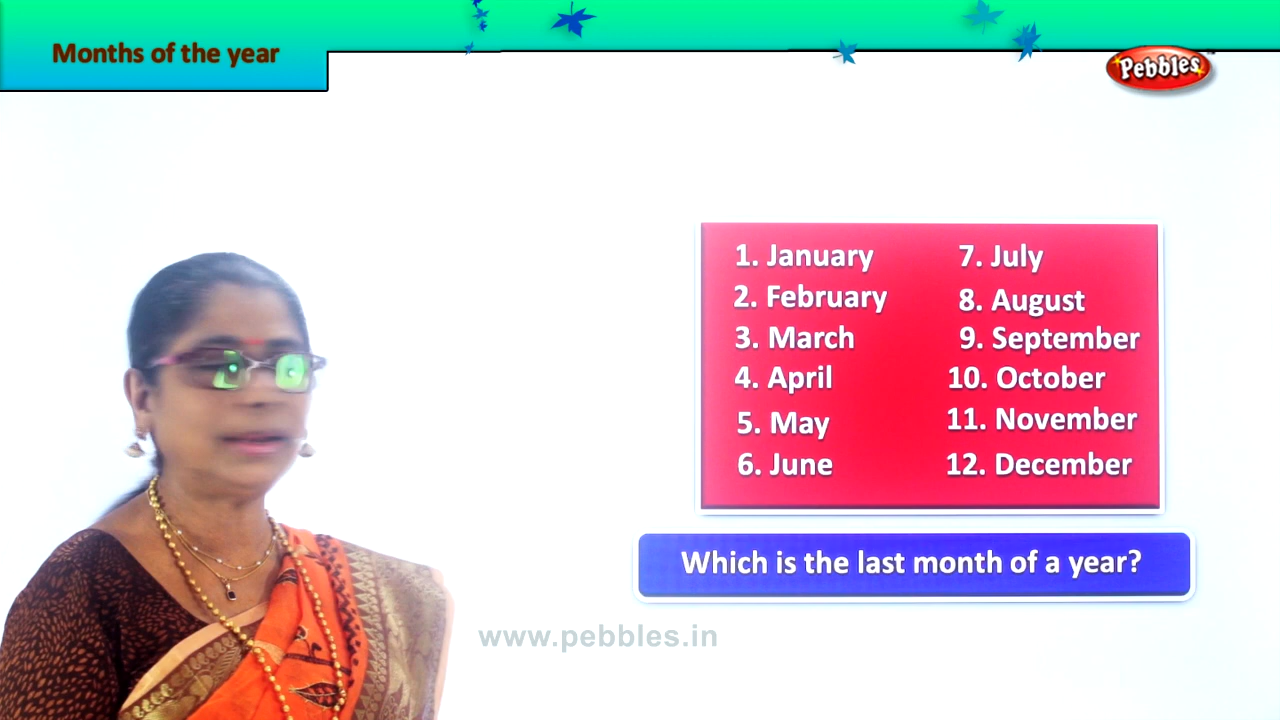 Months of the year
Pebbles
1. January
2. February
3. March
4. April
5. May
6. June
7. July
8. August
9. September
10. October
11. November
12. December
Which is the last month of a year?
www.pebbles.in